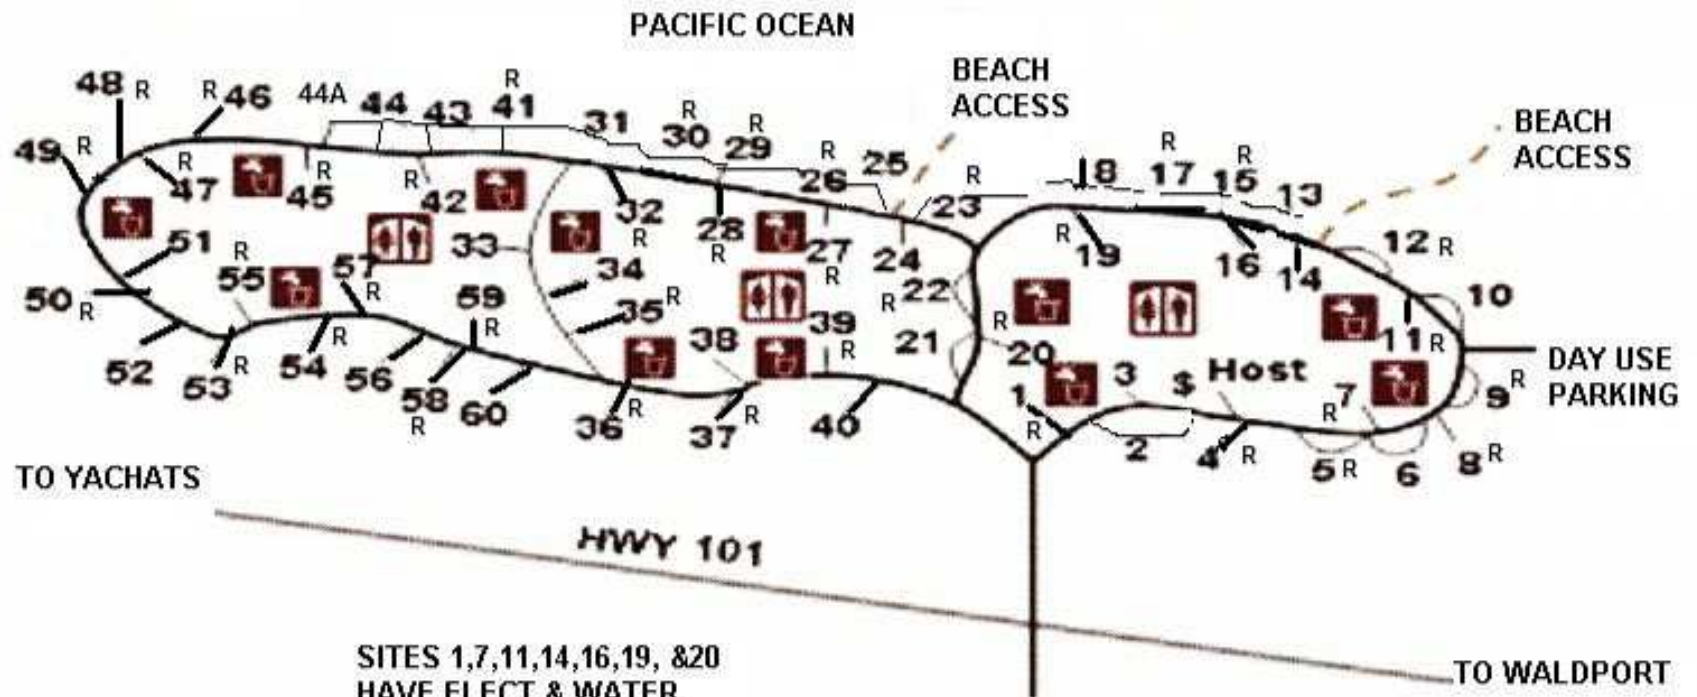 PACIFIC OCEAN
BEACH
ACCESS
BEACH
ACCESS
48 R
R 46
44A
44
43
R
41
31
R
30
R
29
R
26
25
R
23
18
R
17
R
15
13
49 R
R
47
R
45
R
42
32
R
28
R
27
R
24
R
19
16
14
12 R
33
51
R
55
57
R
34
35 R
R 22
10
50 R
59
R
38
39
R
21
R
20
11 R
DAY USE
PARKING
52
53
R
54
R
56
58
R
60
36
R
37
R
40
1
R
3
$
Host
2
4 R
R 7
9 R
5 R
6
8 R
TO YACHATS
HWY 101
TO WALDPORT
SITES 1,7,11,14,16,19, &20
HAVE ELECT & WATER